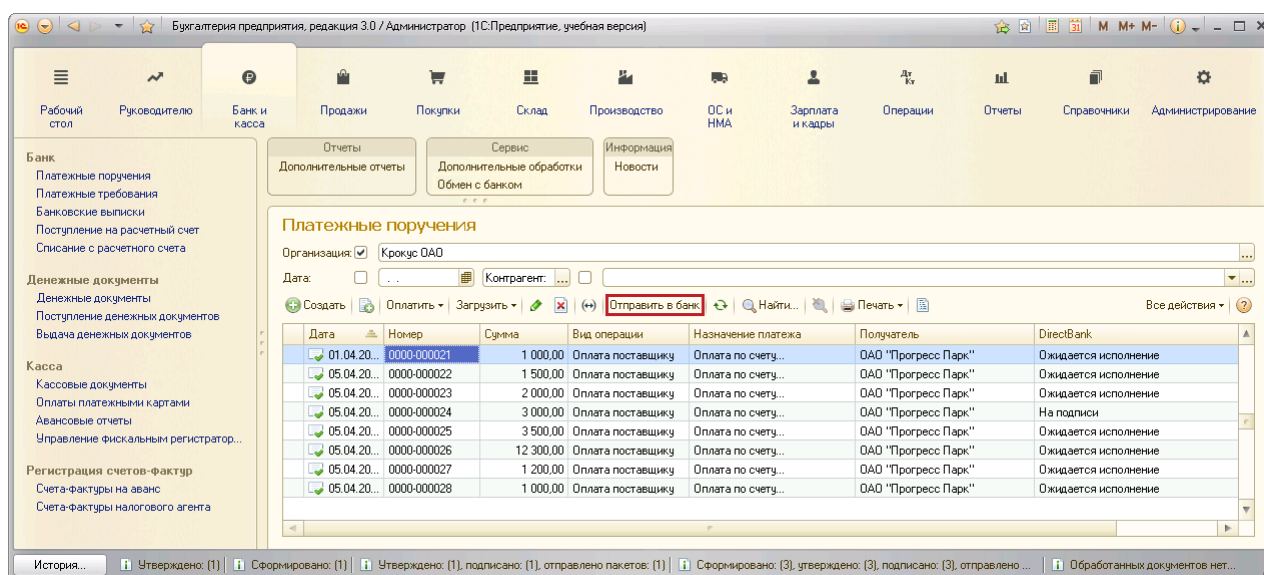 Бухгалтерия предприятия, редакция 3.0 / Администратор (1С:Предприятие, учебная версия)
M M+ M-
Рабочий стол
Руководителю
Банк и касса
Продажи
Покупки
Склад
Производство
ОС и НМА
Зарплата и кадры
Операции
Отчеты
Справочники
Администрирование
Банк
Платежные поручения
Платежные требования
Банковские выписки
Поступление на расчетный счет
Списание с расчетного счета
Денежные документы
Денежные документы
Поступление денежных документов
Выдача денежных документов
Касса
Кассовые документы
Оплаты платежными картами
Авансовые отчеты
Управление фискальным регистратор...
Регистрация счетов-фактур
Счета-фактуры на аванс
Счета-фактуры налогового агента
Отчеты
Дополнительные отчеты
Сервис
Дополнительные обработки
Обмен с банком
Информация
Новости
Платежные поручения
Организация: Крокус ОАО ...
Дата: . . Контрагент: ... ...
Создать Оплатить Загрузить Отправить в банк Найти... Печать Все действия ?
Дата Номер Сумма Вид операции Назначение платежа Получатель DirectBank
01.04.20... 0000-000021 1 000,00 Оплата поставщику Оплата по счету... ОАО "Прогресс Парк" Ожидается исполнение
05.04.20... 0000-000022 1 500,00 Оплата поставщику Оплата по счету... ОАО "Прогресс Парк" Ожидается исполнение
05.04.20... 0000-000023 2 000,00 Оплата поставщику Оплата по счету... ОАО "Прогресс Парк" Ожидается исполнение
05.04.20... 0000-000024 3 000,00 Оплата поставщику Оплата по счету... ОАО "Прогресс Парк" На подписи
05.04.20... 0000-000025 3 500,00 Оплата поставщику Оплата по счету... ОАО "Прогресс Парк" Ожидается исполнение
05.04.20... 0000-000026 12 300,00 Оплата поставщику Оплата по счету... ОАО "Прогресс Парк" Ожидается исполнение
05.04.20... 0000-000027 1 200,00 Оплата поставщику Оплата по счету... ОАО "Прогресс Парк" Ожидается исполнение
05.04.20... 0000-000028 1 000,00 Оплата поставщику Оплата по счету... ОАО "Прогресс Парк" Ожидается исполнение
История... Утверждено: (1) Сформировано: (1) Утверждено: (1), подписано: (1), отправлено пакетов: (1) Сформировано: (3), утверждено: (3), подписано: (3), отправлено ... Обработанных документов нет...